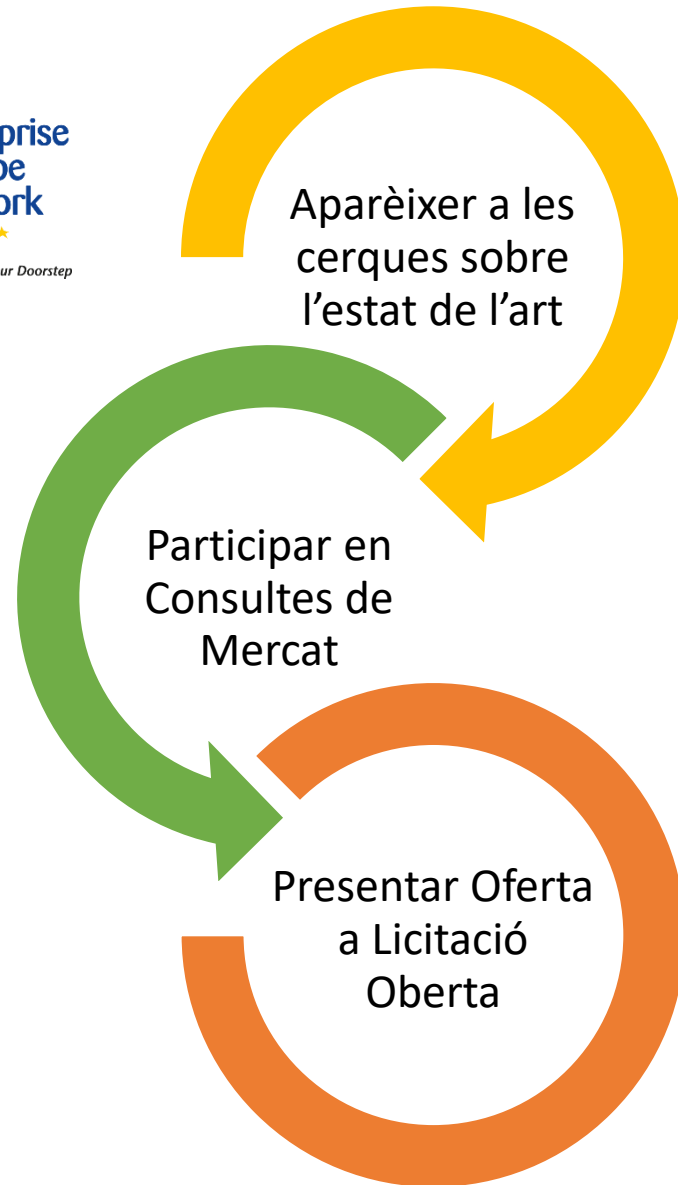 prise
pe
ork
ur Doorstep
Aparèixer a les
cerques sobre
l’estat de l’art
Participar en
Consultes de
Mercat
Presentar Oferta
a Licitació
Oberta